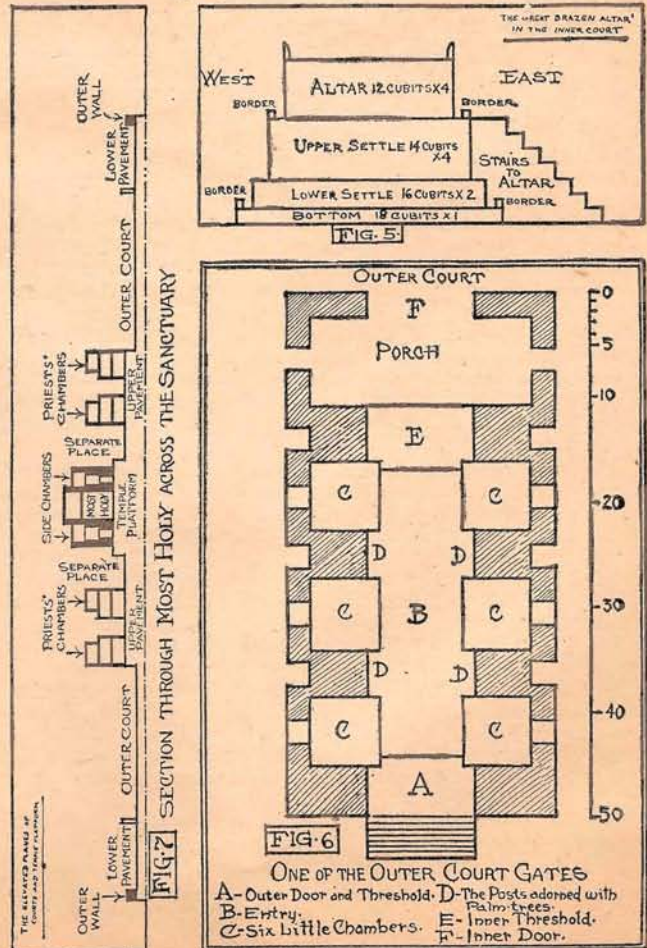 "THE GREAT BRAZEN ALTAR"
IN THE INNER COURT
WEST
EAST
ALTAR 12 CUBITS X 4
BORDER
BORDER
UPPER SETTLE 14 CUBITS
X 4
STAIRS
TO
ALTAR
BORDER
LOWER SETTLE 16 CUBITS X 2
BORDER
BOTTOM 18 CUBITS X 1
FIG. 5.
OUTER COURT
F
PORCH
E
C
C
D
D
C
B
C
D
D
C
C
A
0
5
10
20
30
40
50
FIG. 6
ONE OF THE OUTER COURT GATES
A - Outer Door and Threshold.
B - Entry.
C - Six Little Chambers.
D - The Posts adorned with
Palm-trees.
E - Inner Threshold.
F - Inner Door.
OUTER
WALL
LOWER
PAVEMENT
OUTER COURT
PRIESTS'
CHAMBERS
UPPER
PAVEMENT
SEPARATE
PLACE
SIDE CHAMBERS
MOST
HOLY
TEMPLE
PLATFORM
SEPARATE
PLACE
PRIESTS'
CHAMBERS
UPPER
PAVEMENT
OUTER COURT
LOWER
PAVEMENT
OUTER
WALL
FIG. 7
SECTION THROUGH MOST HOLY ACROSS THE SANCTUARY
THE ELEVATED PLANES OF
COURTS AND TEMPLE PLATFORM